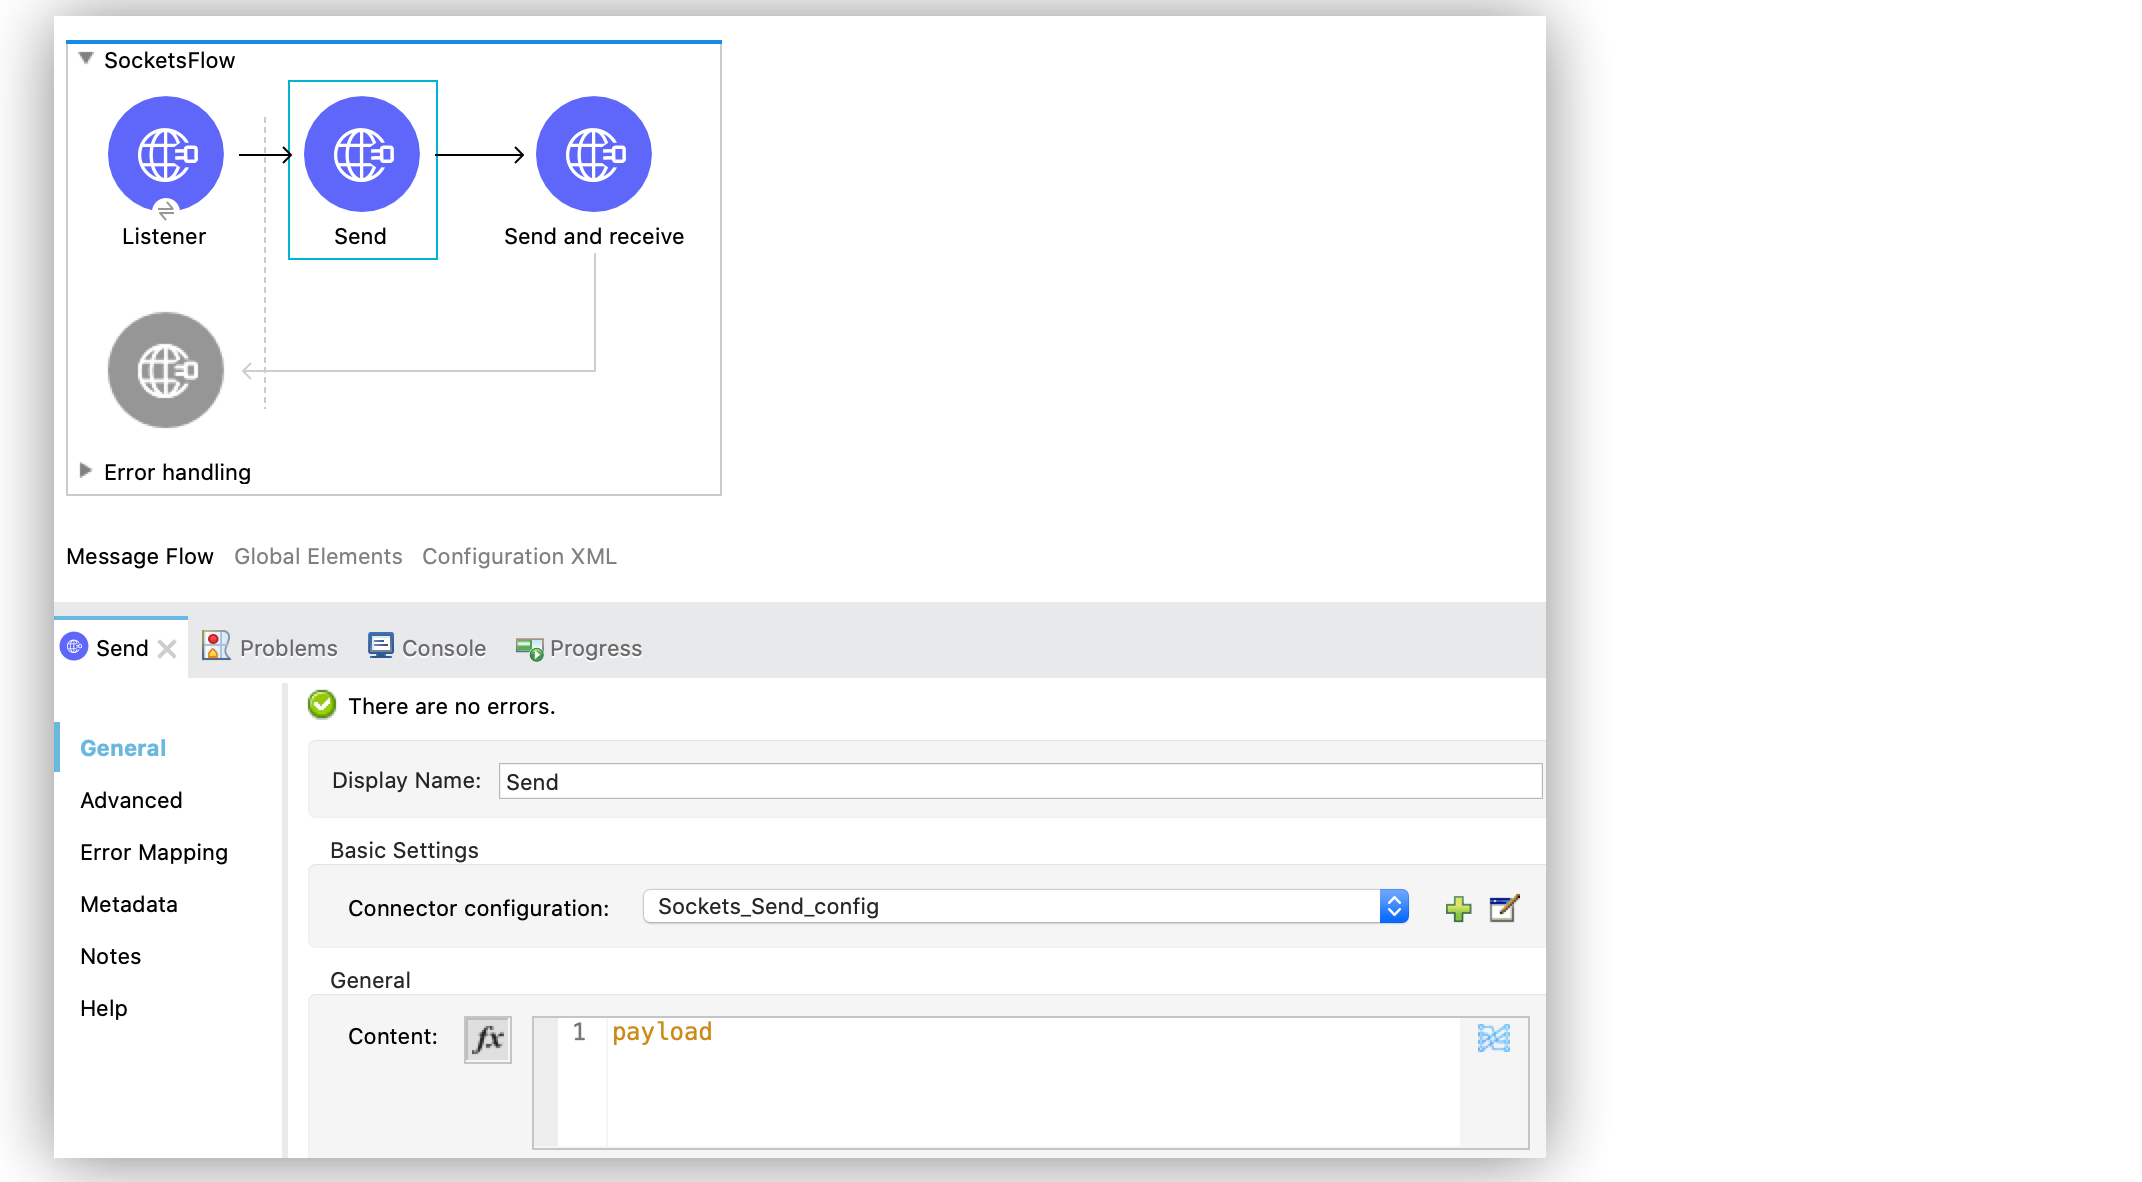 SocketsFlow
Listener
Send
Send and receive
Error handling
Message Flow Global Elements Configuration XML
Send Problems Console Progress
There are no errors.
General
Display Name: Send
Advanced
Basic Settings
Error Mapping
Connector configuration: Sockets_Send_config
Metadata
Notes
General
Help
Content: fx 1 payload